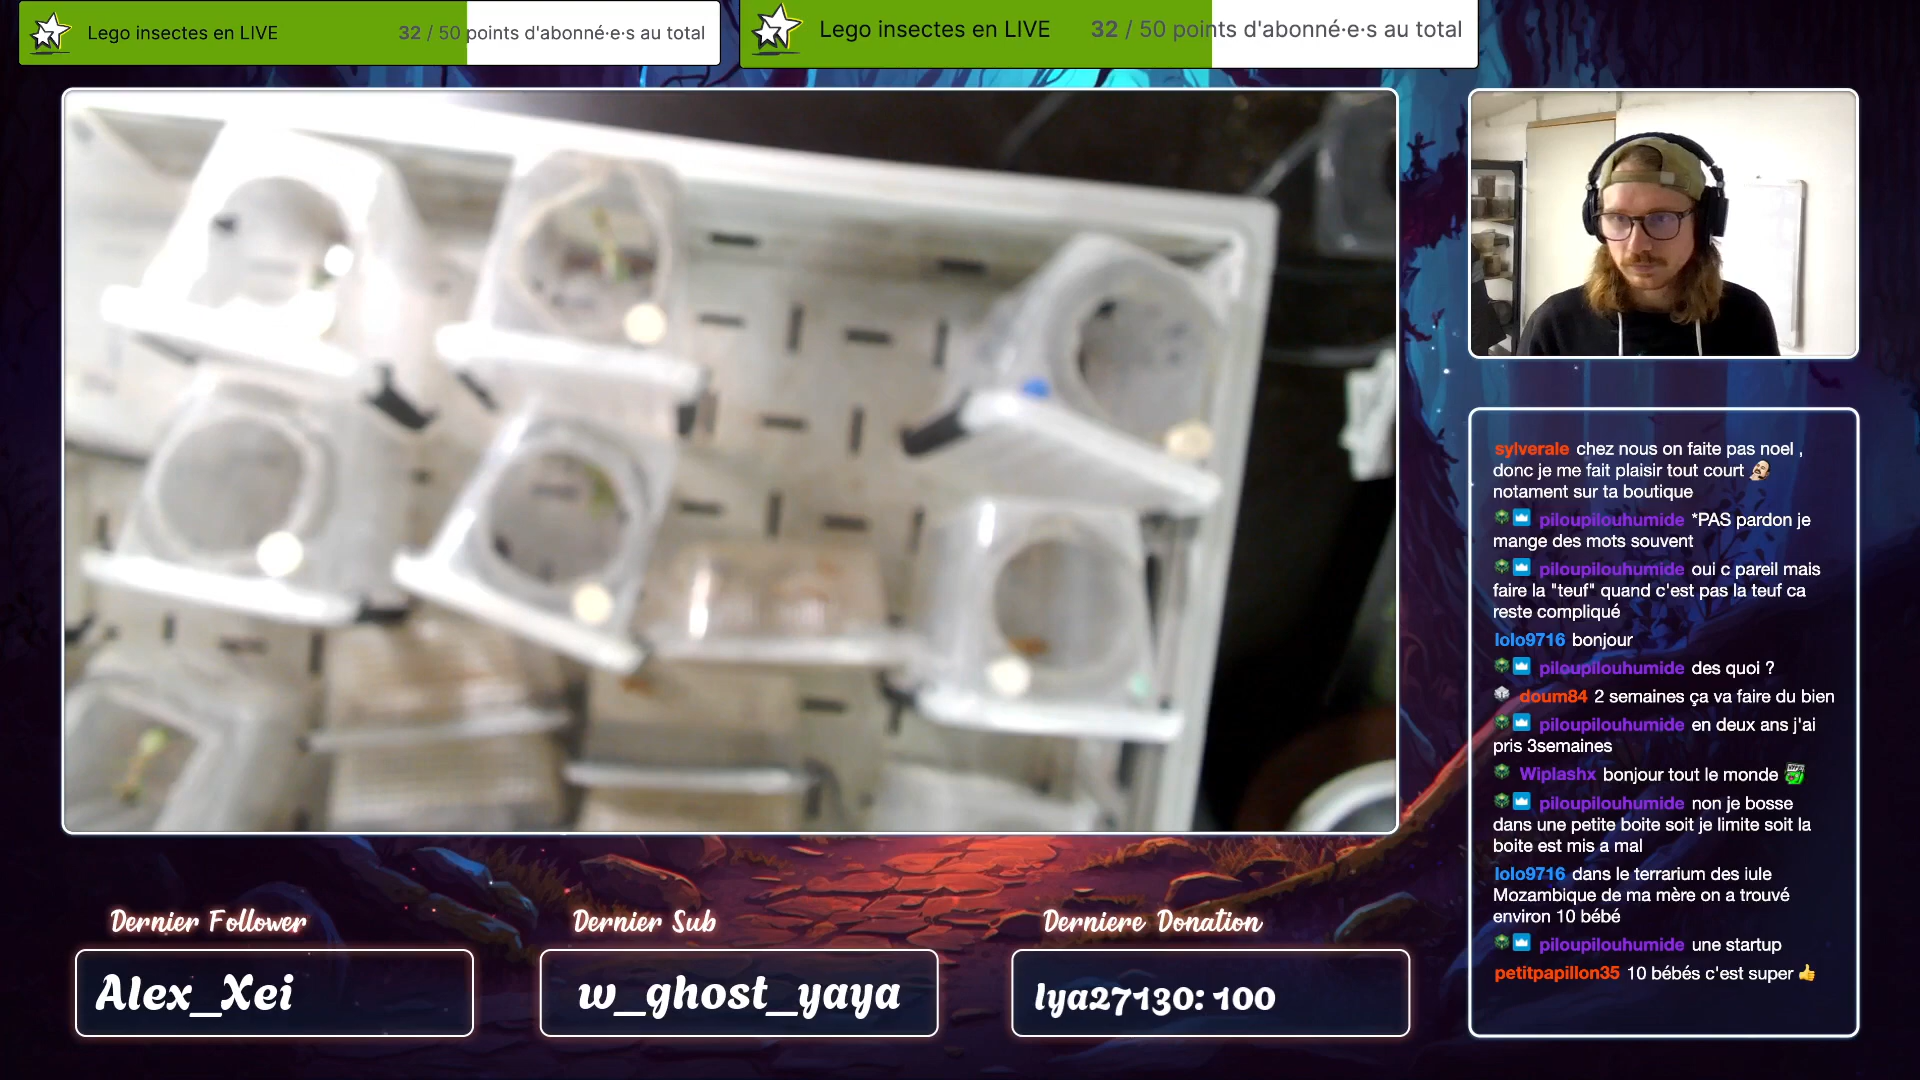 Lego insectes en LIVE
32 / 50 points d'abonné·e·s au total
Lego insectes en LIVE
32 / 50 points d'abonné·e·s au total
sylverale chez nous on faite pas noel ,
donc je me fait plaisir tout court
notament sur ta boutique
piloupilouhumide *PAS pardon je
mange des mots souvent
piloupilouhumide oui c pareil mais
faire la "teuf" quand c'est pas la teuf ca
reste compliqué
lolo9716 bonjour
piloupilouhumide des quoi ?
doum84 2 semaines ça va faire du bien
piloupilouhumide en deux ans j'ai
pris 3semaines
Wiplashx bonjour tout le monde
piloupilouhumide non je bosse
dans une petite boite soit je limite soit la
boite est mis a mal
lolo9716 dans le terrarium des iule
Mozambique de ma mère on a trouvé
environ 10 bébé
piloupilouhumide une startup
petitpapillon35 10 bébés c'est super
Dernier Follower
Alex_Xei
Dernier Sub
w_ghost_yaya
Derniere Donation
lya27130: 100